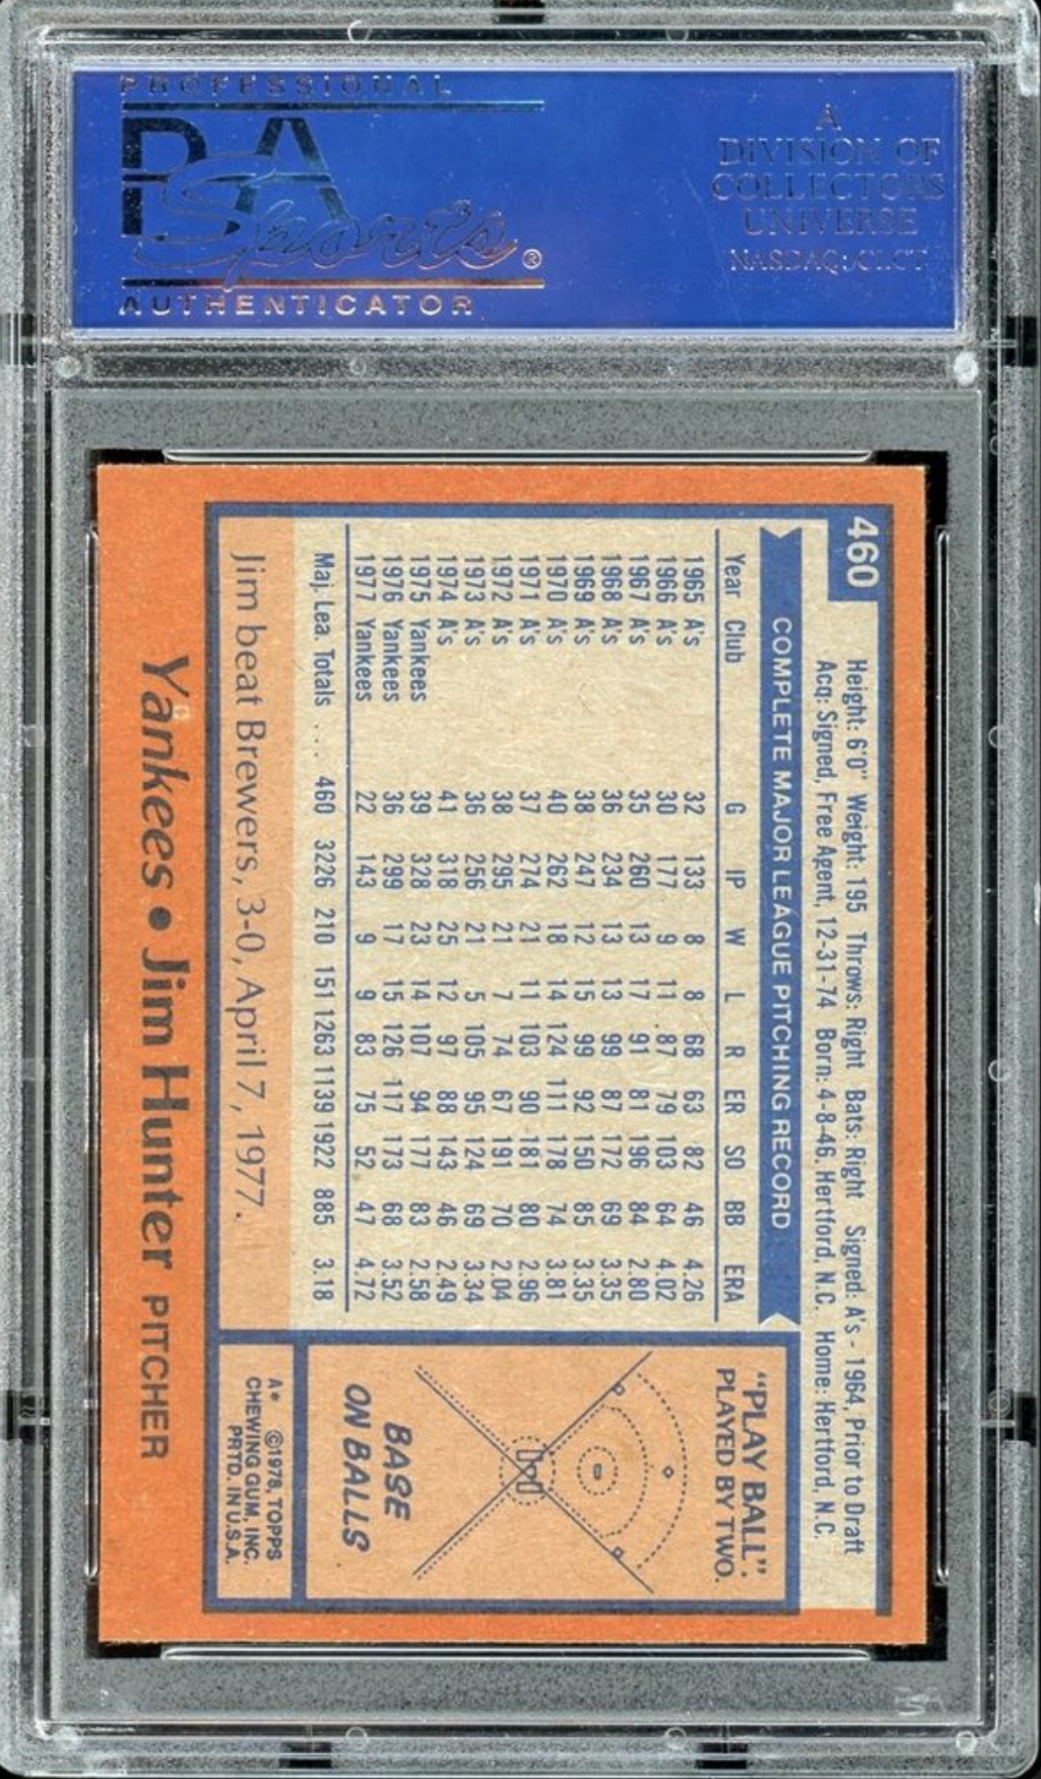 PROFESSIONAL
PSA
Sports®
AUTHENTICATOR
A
DIVISION OF
COLLECTORS
UNIVERSE
NASDAQ: CLCT
460
Height: 6'0" Weight: 195 Throws: Right Bats: Right Signed: A's - 1964, Prior to Draft
Acq: Signed, Free Agent, 12-31-74 Born: 4-8-46, Hertford, N.C. Home: Hertford, N.C.
COMPLETE MAJOR LEAGUE PITCHING RECORD
Year Club G IP W L R ER SO BB ERA
1965 A's 32 133 8 8 68 63 82 46 4.26
1966 A's 30 177 9 11 87 79 103 64 4.02
1967 A's 35 260 13 17 91 81 196 84 2.80
1968 A's 36 234 13 13 99 87 172 69 3.35
1969 A's 38 247 12 15 99 92 150 85 3.35
1970 A's 40 262 18 14 124 111 178 74 3.81
1971 A's 37 274 21 11 103 90 181 80 2.96
1972 A's 38 295 21 7 74 67 191 70 2.04
1973 A's 36 256 21 5 105 95 124 69 3.34
1974 A's 41 318 25 12 97 88 143 46 2.49
1975 Yankees 39 328 23 14 107 94 177 83 2.58
1976 Yankees 36 299 17 15 126 117 173 68 3.52
1977 Yankees 22 143 9 9 83 75 52 47 4.72
Maj. Lea. Totals .... 460 3226 210 151 1263 1139 1922 885 3.18
Jim beat Brewers, 3-0, April 7, 1977.
"PLAY BALL"
PLAYED BY TWO.
BASE
ON BALLS
A* ©1978, TOPPS
CHEWING GUM, INC.
PRTD. IN U.S.A.
Yankees • Jim Hunter PITCHER
PSA